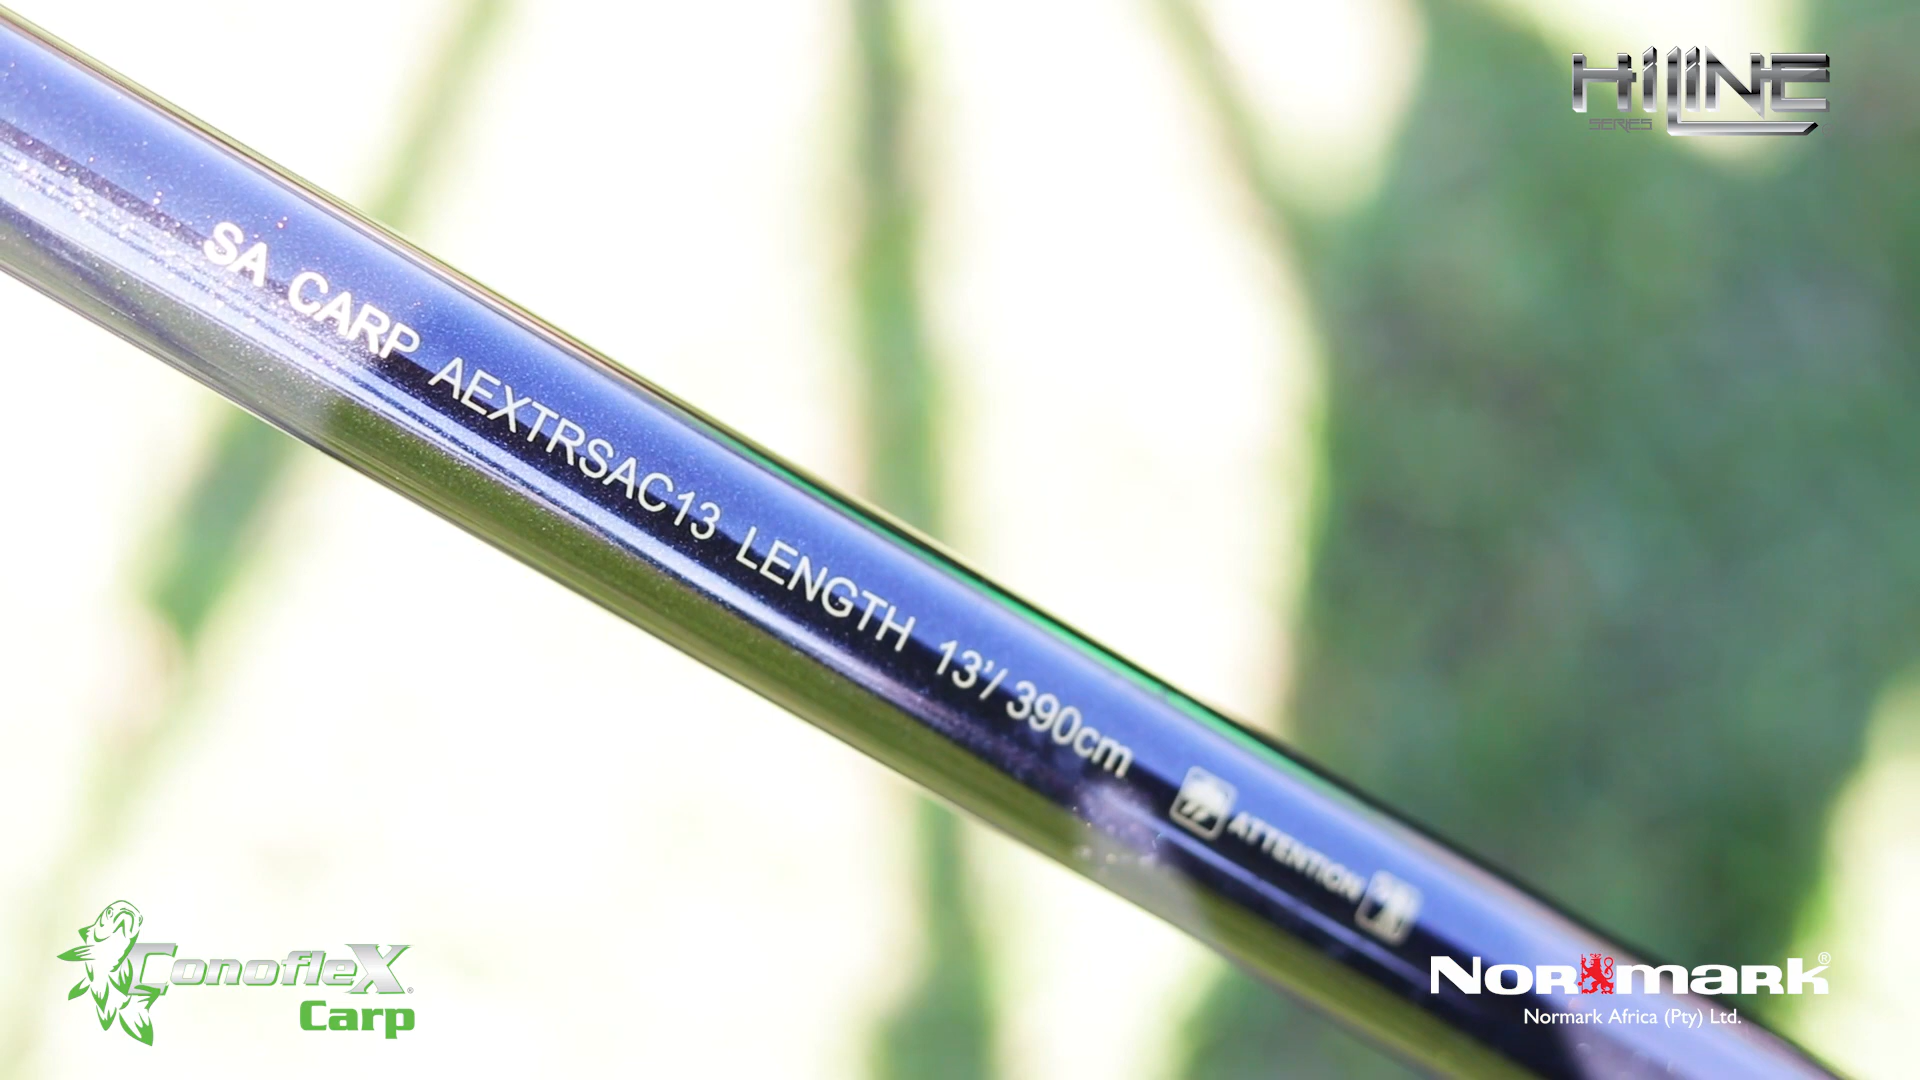 HILINE
SERIES
SA CARP AEXTRSAC13 LENGTH 13'/ 390cm ATTENTION
Conoflex®
Carp
NORMARK®
Normark Africa (Pty) Ltd.